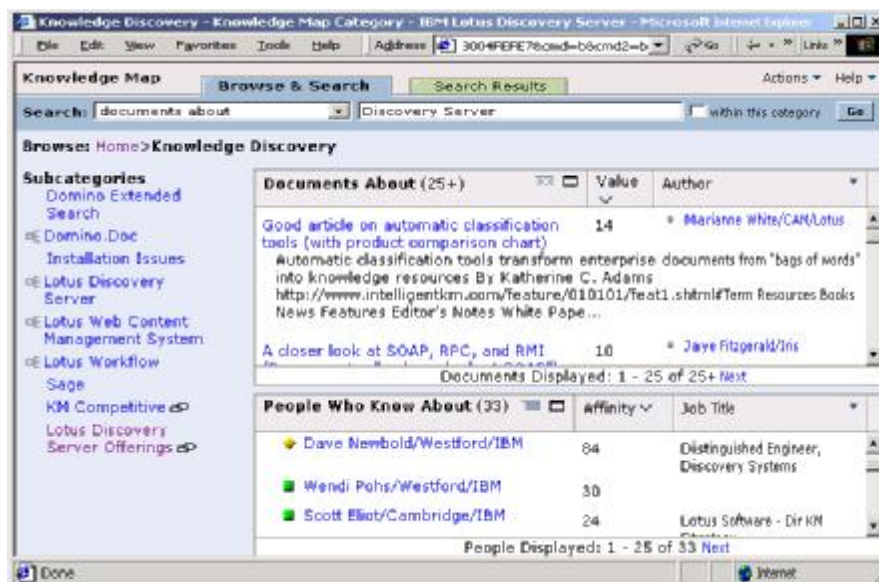 Knowledge Discovery - Knowledge Map Category - IBM Lotus Discovery Server - Microsoft Internet Explorer
File Edit View Favorites Tools Help Address 3004FEFE7&cmd=b&cmd2=b Go Links »
Knowledge Map Browse & Search Search Results Actions Help
Search: documents about Discovery Server within this category Go
Browse: Home>Knowledge Discovery
Subcategories
Domino Extended
Search
Domino.Doc
Installation Issues
Lotus Discovery
Server
Lotus Web Content
Management System
Lotus Workflow
Sage
KM Competitive
Lotus Discovery
Server Offerings
Documents About (25+) Value Author
Good article on automatic classification 14 Marianne White/CAM/Lotus
tools (with product comparison chart)
Automatic classification tools transform enterprise documents from "bags of words"
into knowledge resources By Katherine C. Adams
http://www.intelligentkm.com/feature/010101/feat1.shtml#Term Resources Books
News Features Editor's Notes White Pape...
A closer look at SOAP, RPC, and RMI 10 Jaye Fitzgerald/Iris
Documents Displayed: 1 - 25 of 25+ Next
People Who Know About (33) Affinity Job Title
Dave Newbold/Westford/IBM 84 Distinguished Engineer,
Discovery Systems
Wendi Pohs/Westford/IBM 30
Scott Eliot/Cambridge/IBM 24 Lotus Software - Dir KM
People Displayed: 1 - 25 of 33 Next
Done Internet